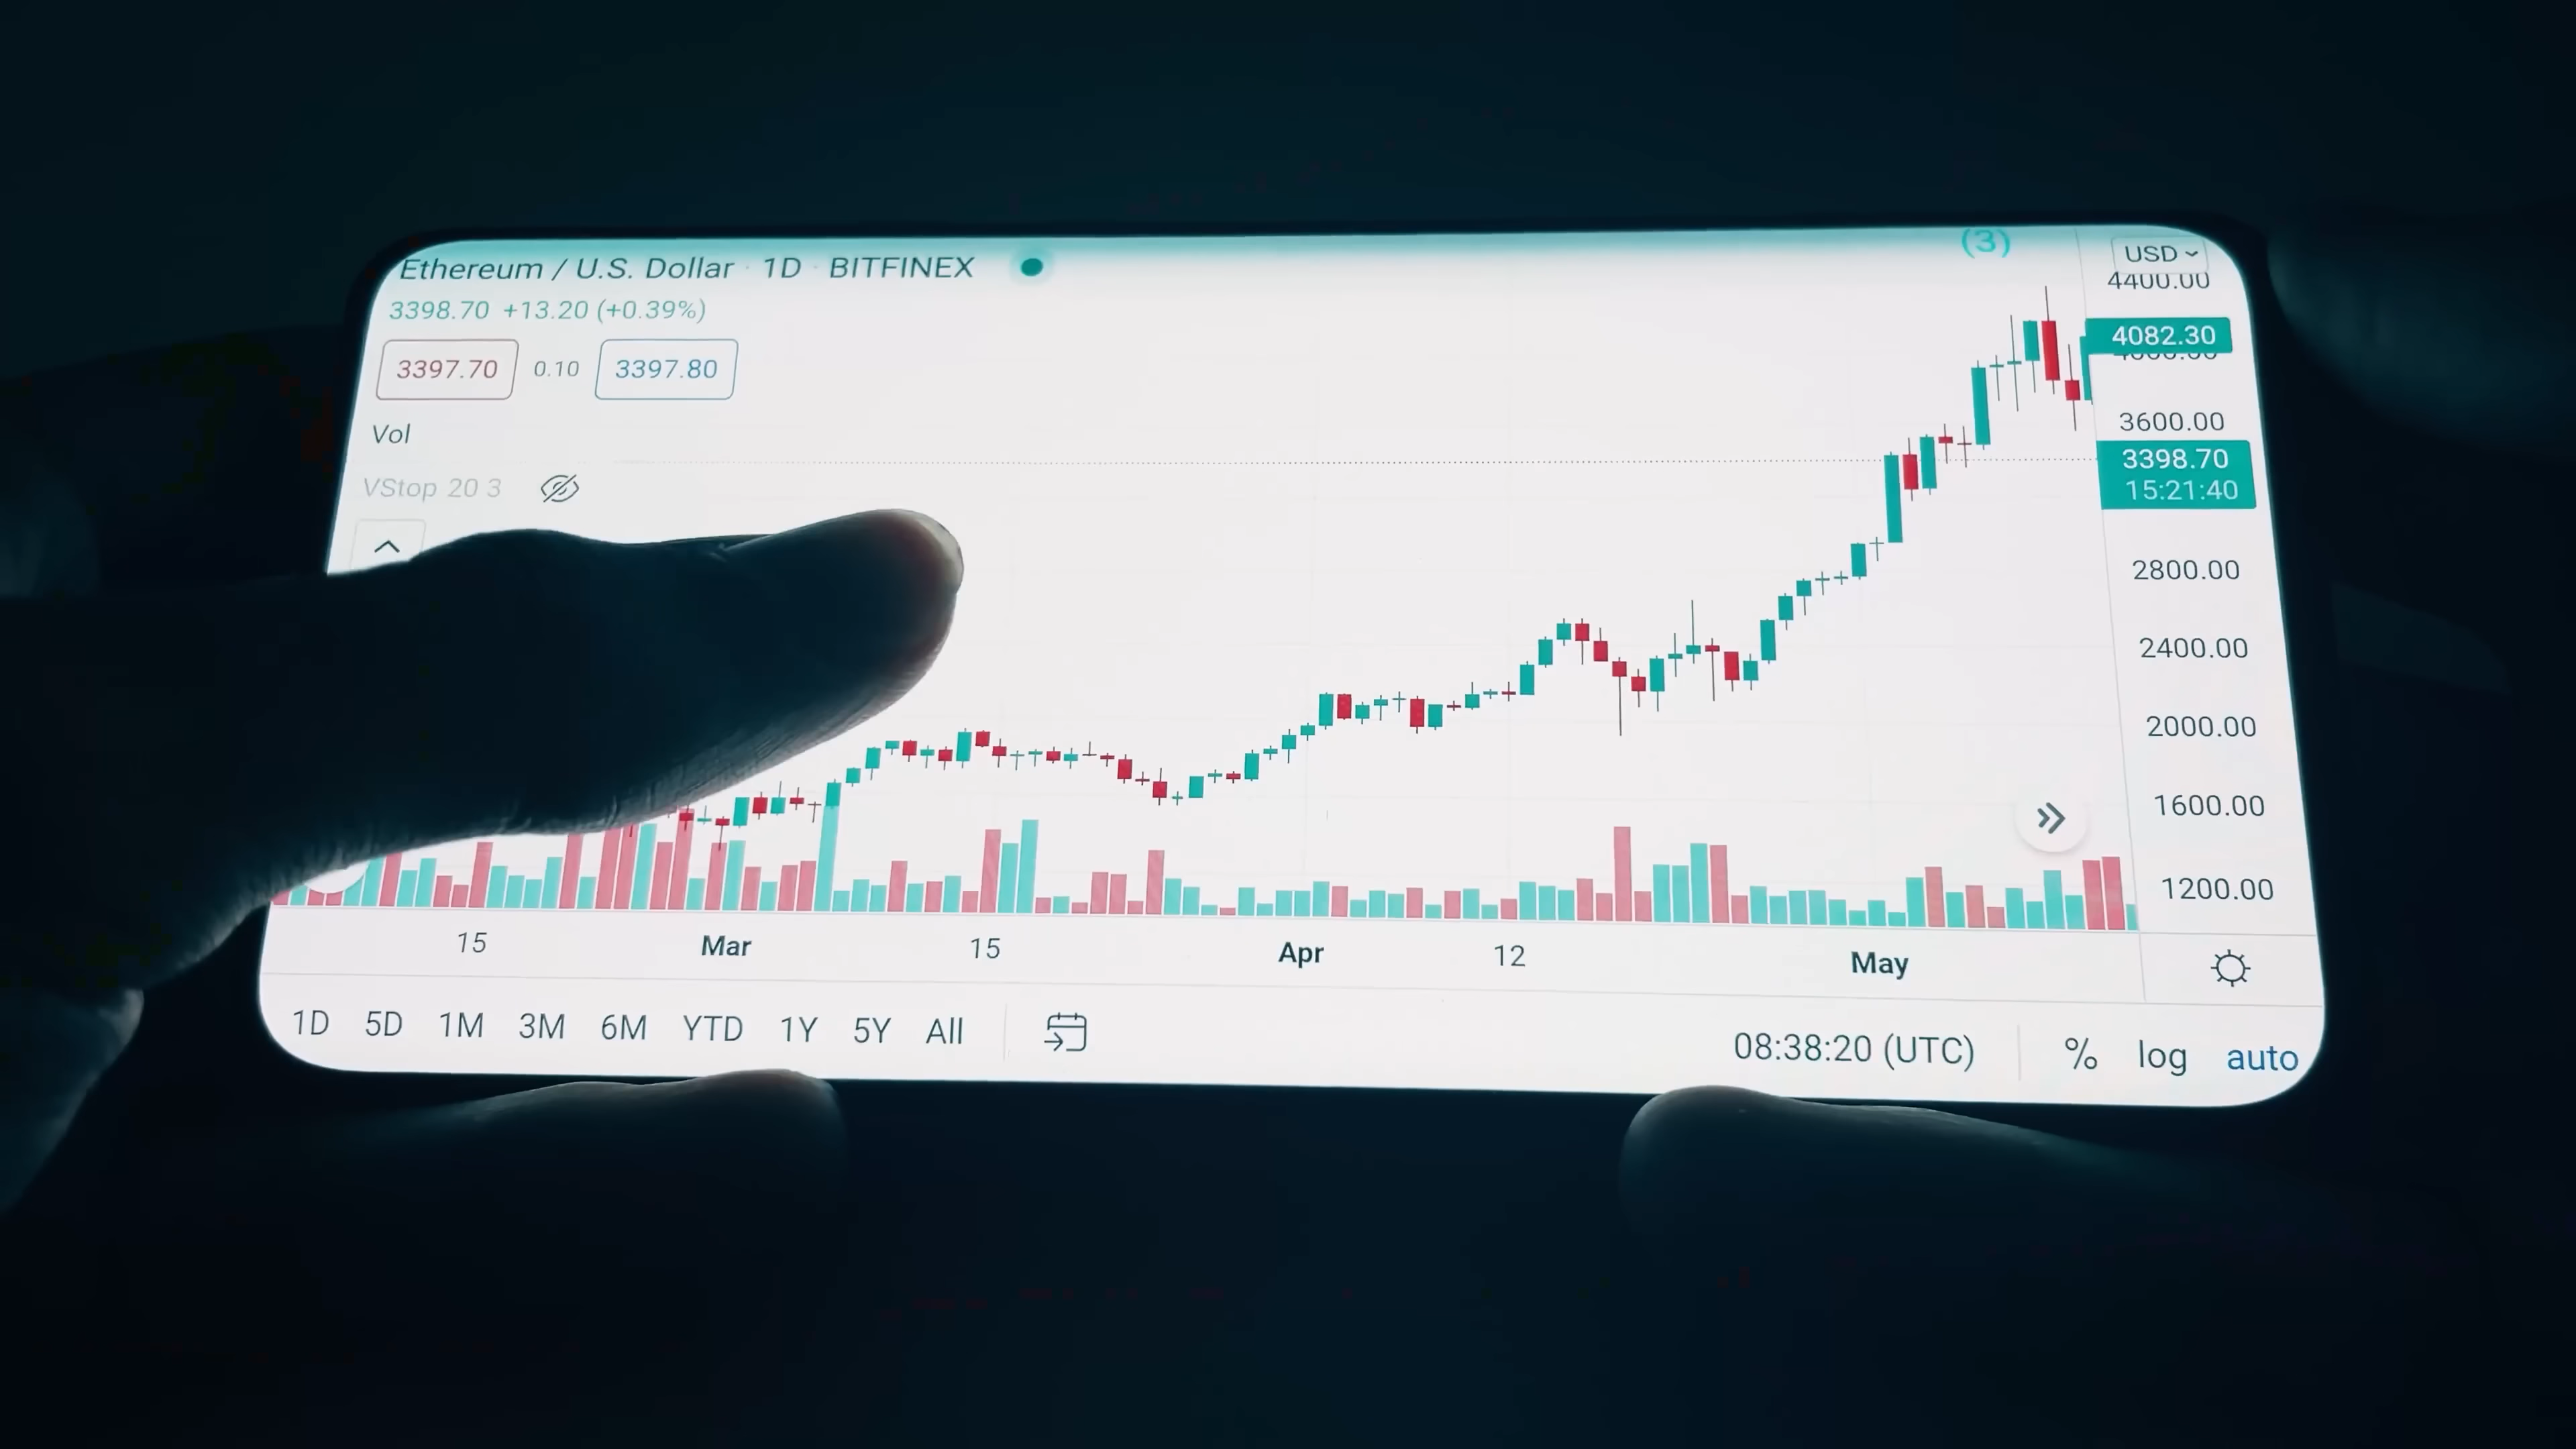 Ethereum / U.S. Dollar · 1D · BITFINEX
(3)
USD
3398.70 +13.20 (+0.39%)
3397.70 0.10 3397.80
Vol
VStop 20 3
4400.00
4082.30
3600.00
3398.70
15:21:40
2800.00
2400.00
2000.00
1600.00
1200.00
15 Mar 15 Apr 12 May
1D 5D 1M 3M 6M YTD 1Y 5Y All
08:38:20 (UTC) % log auto